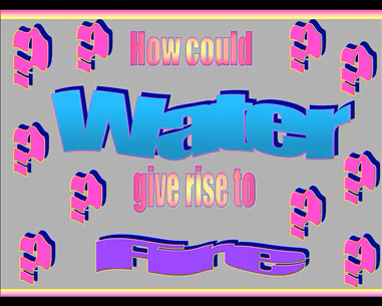 How could
Water
give rise to
Fire
? ? ? ? ? ? ? ? ? ?